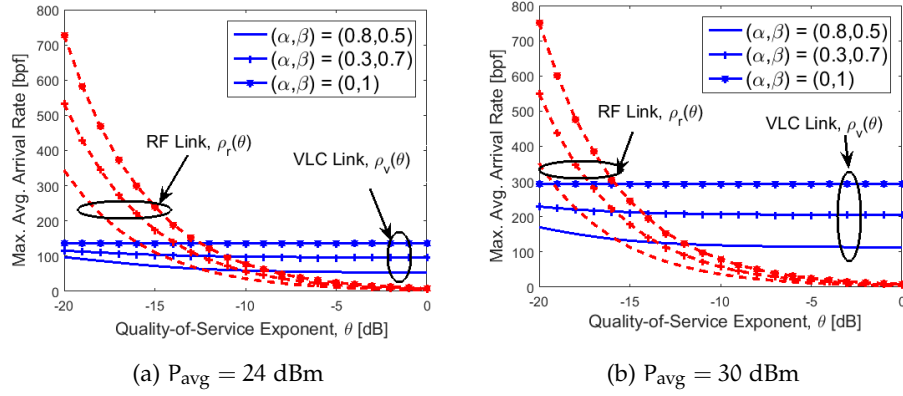 800
700
600
500
400
300
200
100
0
-20
-15
-10
-5
0
Max. Avg. Arrival Rate [bpf]
Quality-of-Service Exponent, θ [dB]
(α,β) = (0.8,0.5)
(α,β) = (0.3,0.7)
(α,β) = (0,1)
RF Link, ρr(θ)
VLC Link, ρv(θ)
(a) Pavg = 24 dBm
800
700
600
500
400
300
200
100
0
-20
-15
-10
-5
0
Max. Avg. Arrival Rate [bpf]
Quality-of-Service Exponent, θ [dB]
(α,β) = (0.8,0.5)
(α,β) = (0.3,0.7)
(α,β) = (0,1)
RF Link, ρr(θ)
VLC Link, ρv(θ)
(b) Pavg = 30 dBm